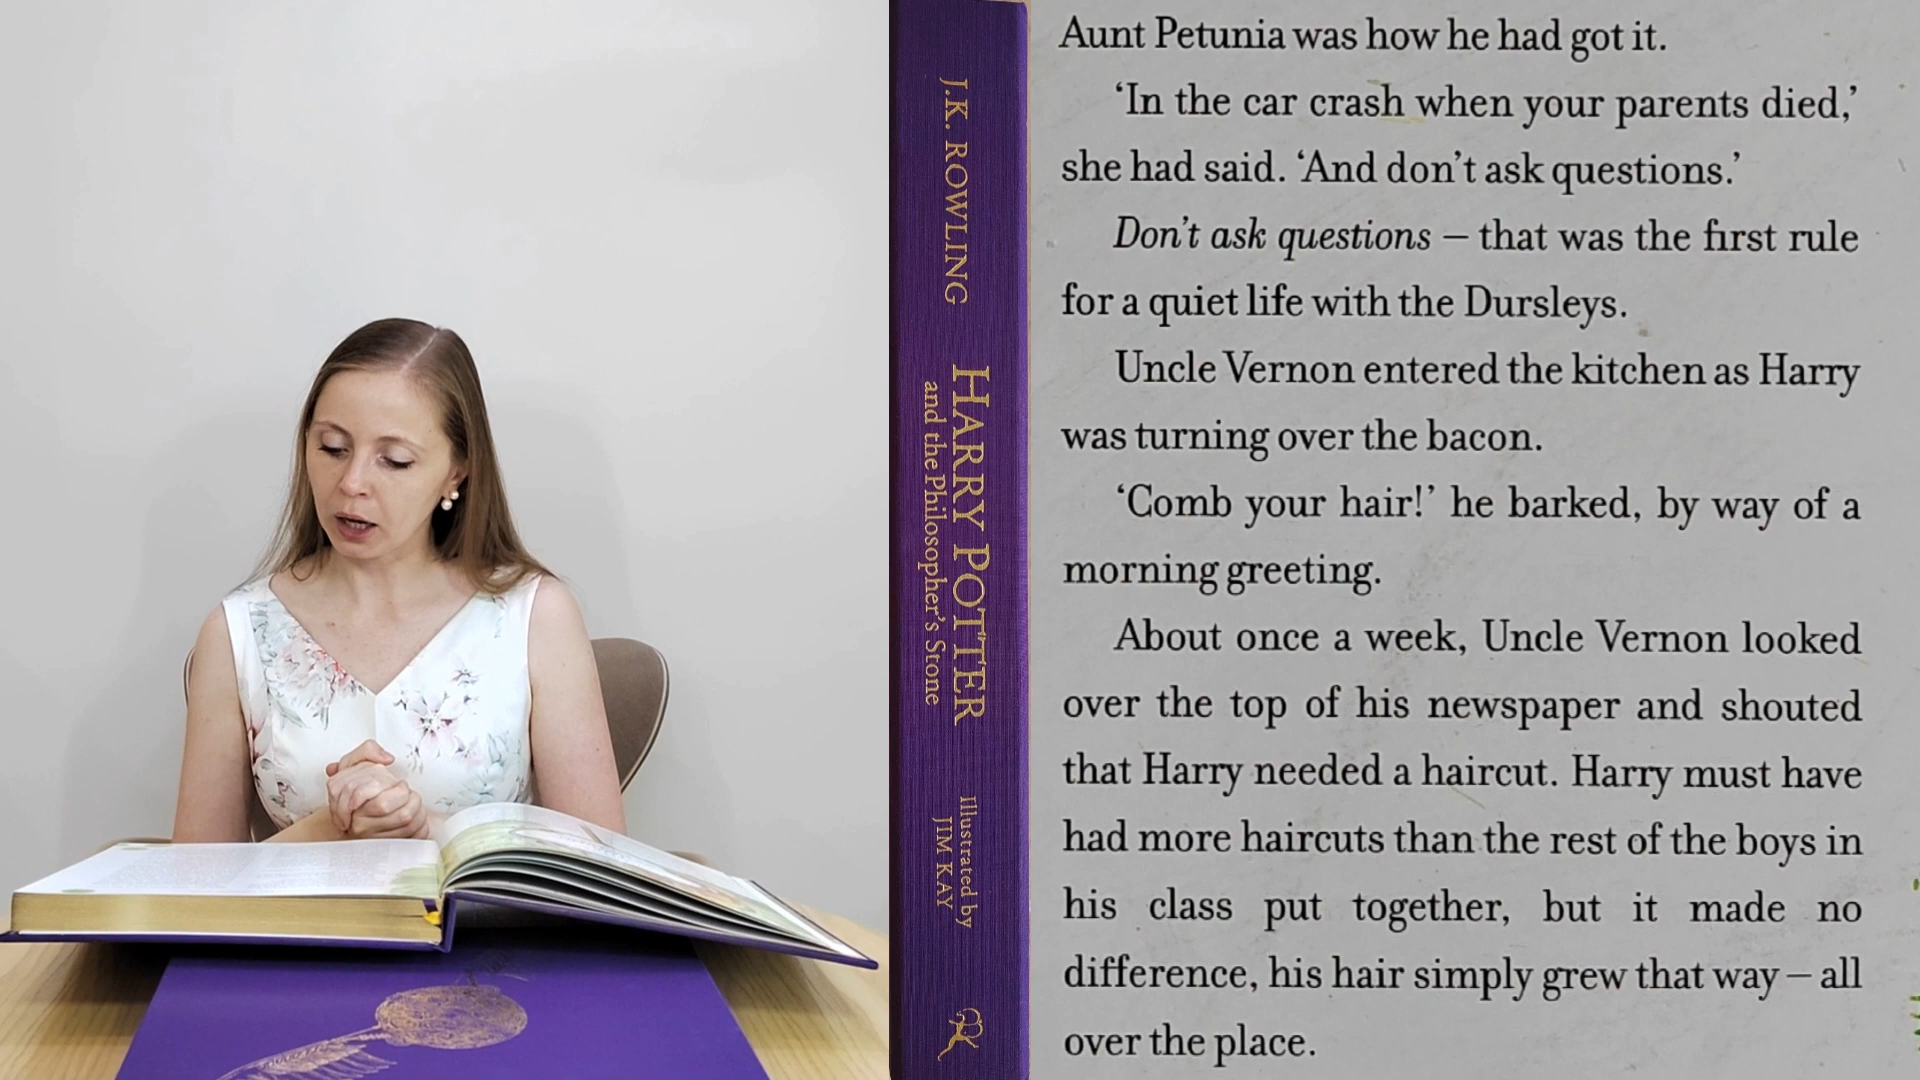 J.K. ROWLING
HARRY POTTER
and the Philosopher's Stone
Illustrated by
JIM KAY
Aunt Petunia was how he had got it.
‘In the car crash when your parents died,’
she had said. ‘And don’t ask questions.’
Don’t ask questions – that was the first rule
for a quiet life with the Dursleys.
Uncle Vernon entered the kitchen as Harry
was turning over the bacon.
‘Comb your hair!’ he barked, by way of a
morning greeting.
About once a week, Uncle Vernon looked
over the top of his newspaper and shouted
that Harry needed a haircut. Harry must have
had more haircuts than the rest of the boys in
his class put together, but it made no
difference, his hair simply grew that way – all
over the place.